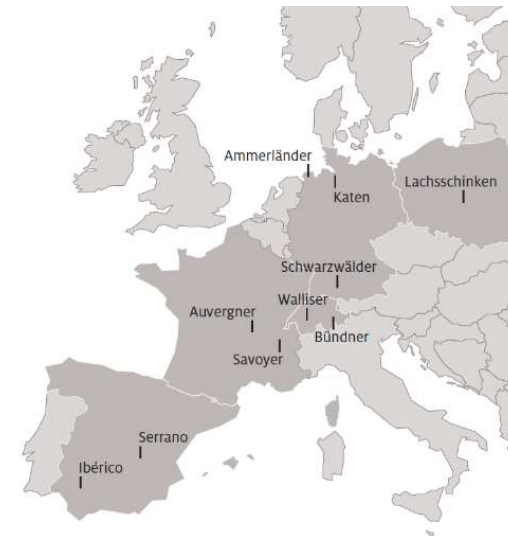 Ammerländer
Katen
Lachsschinken
Schwarzwälder
Walliser
Auvergner
Bündner
Savoyer
Serrano
Ibérico